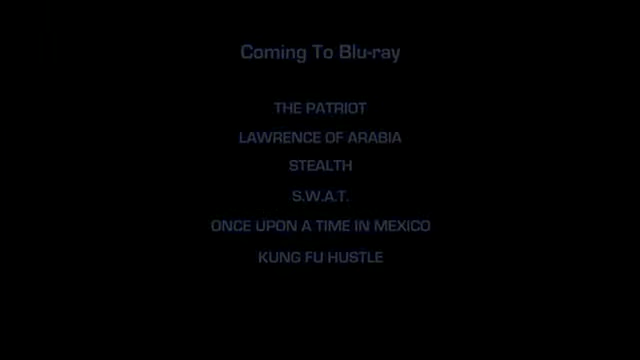 Coming To Blu-ray
THE PATRIOT
LAWRENCE OF ARABIA
STEALTH
S.W.A.T.
ONCE UPON A TIME IN MEXICO
KUNG FU HUSTLE